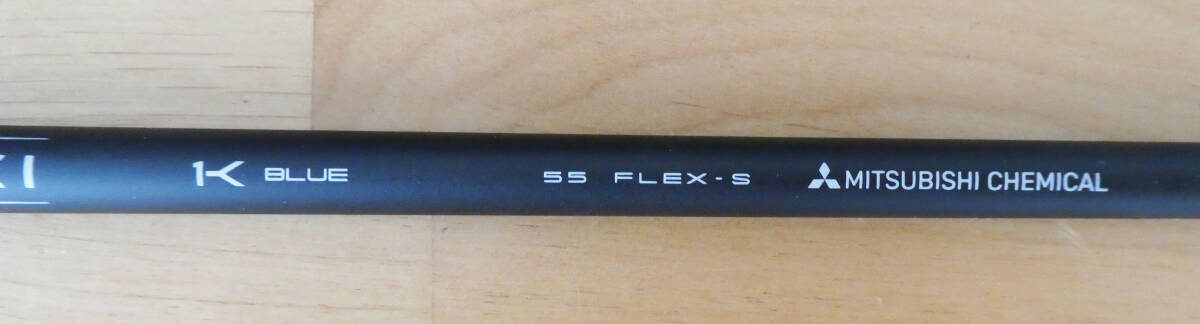 1K BLUE 55 FLEX-S MITSUBISHI CHEMICAL